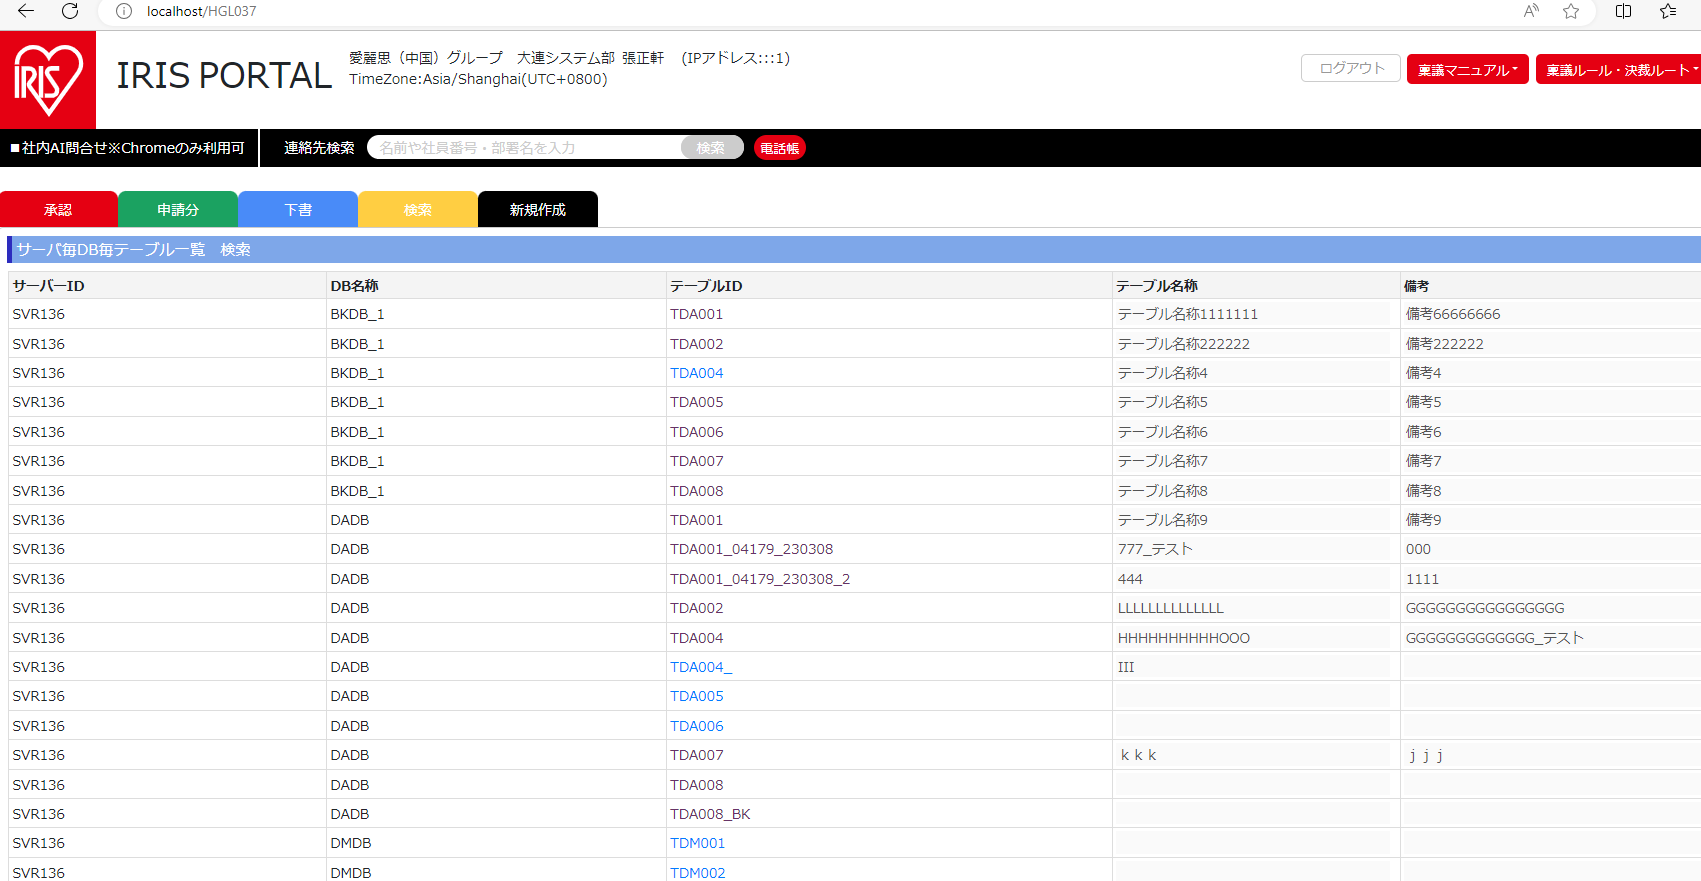 localhost/HGL037
IRIS
IRIS PORTAL
愛麗思（中国）グループ　大連システム部 張正軒　(IPアドレス:::1)
TimeZone:Asia/Shanghai(UTC+0800)
ログアウト
稟議マニュアル
稟議ルール・決裁ルート
■社内AI問合せ※Chromeのみ利用可
連絡先検索
名前や社員番号・部署名を入力
検索
電話帳
承認
申請分
下書
検索
新規作成
サーバ毎DB毎テーブル一覧　検索
サーバーID DB名称 テーブルID テーブル名称 備考
SVR136 BKDB_1 TDA001 テーブル名称1111111 備考66666666
SVR136 BKDB_1 TDA002 テーブル名称222222 備考222222
SVR136 BKDB_1 TDA004 テーブル名称4 備考4
SVR136 BKDB_1 TDA005 テーブル名称5 備考5
SVR136 BKDB_1 TDA006 テーブル名称6 備考6
SVR136 BKDB_1 TDA007 テーブル名称7 備考7
SVR136 BKDB_1 TDA008 テーブル名称8 備考8
SVR136 DADB TDA001 テーブル名称9 備考9
SVR136 DADB TDA001_04179_230308 777_テスト 000
SVR136 DADB TDA001_04179_230308_2 444 1111
SVR136 DADB TDA002 LLLLLLLLLLLLLL GGGGGGGGGGGGGGGG
SVR136 DADB TDA004 HHHHHHHHHHOOO GGGGGGGGGGGGG_テスト
SVR136 DADB TDA004_ III
SVR136 DADB TDA005
SVR136 DADB TDA006
SVR136 DADB TDA007 ｋｋｋ ｊｊｊ
SVR136 DADB TDA008
SVR136 DADB TDA008_BK
SVR136 DMDB TDM001
SVR136 DMDB TDM002